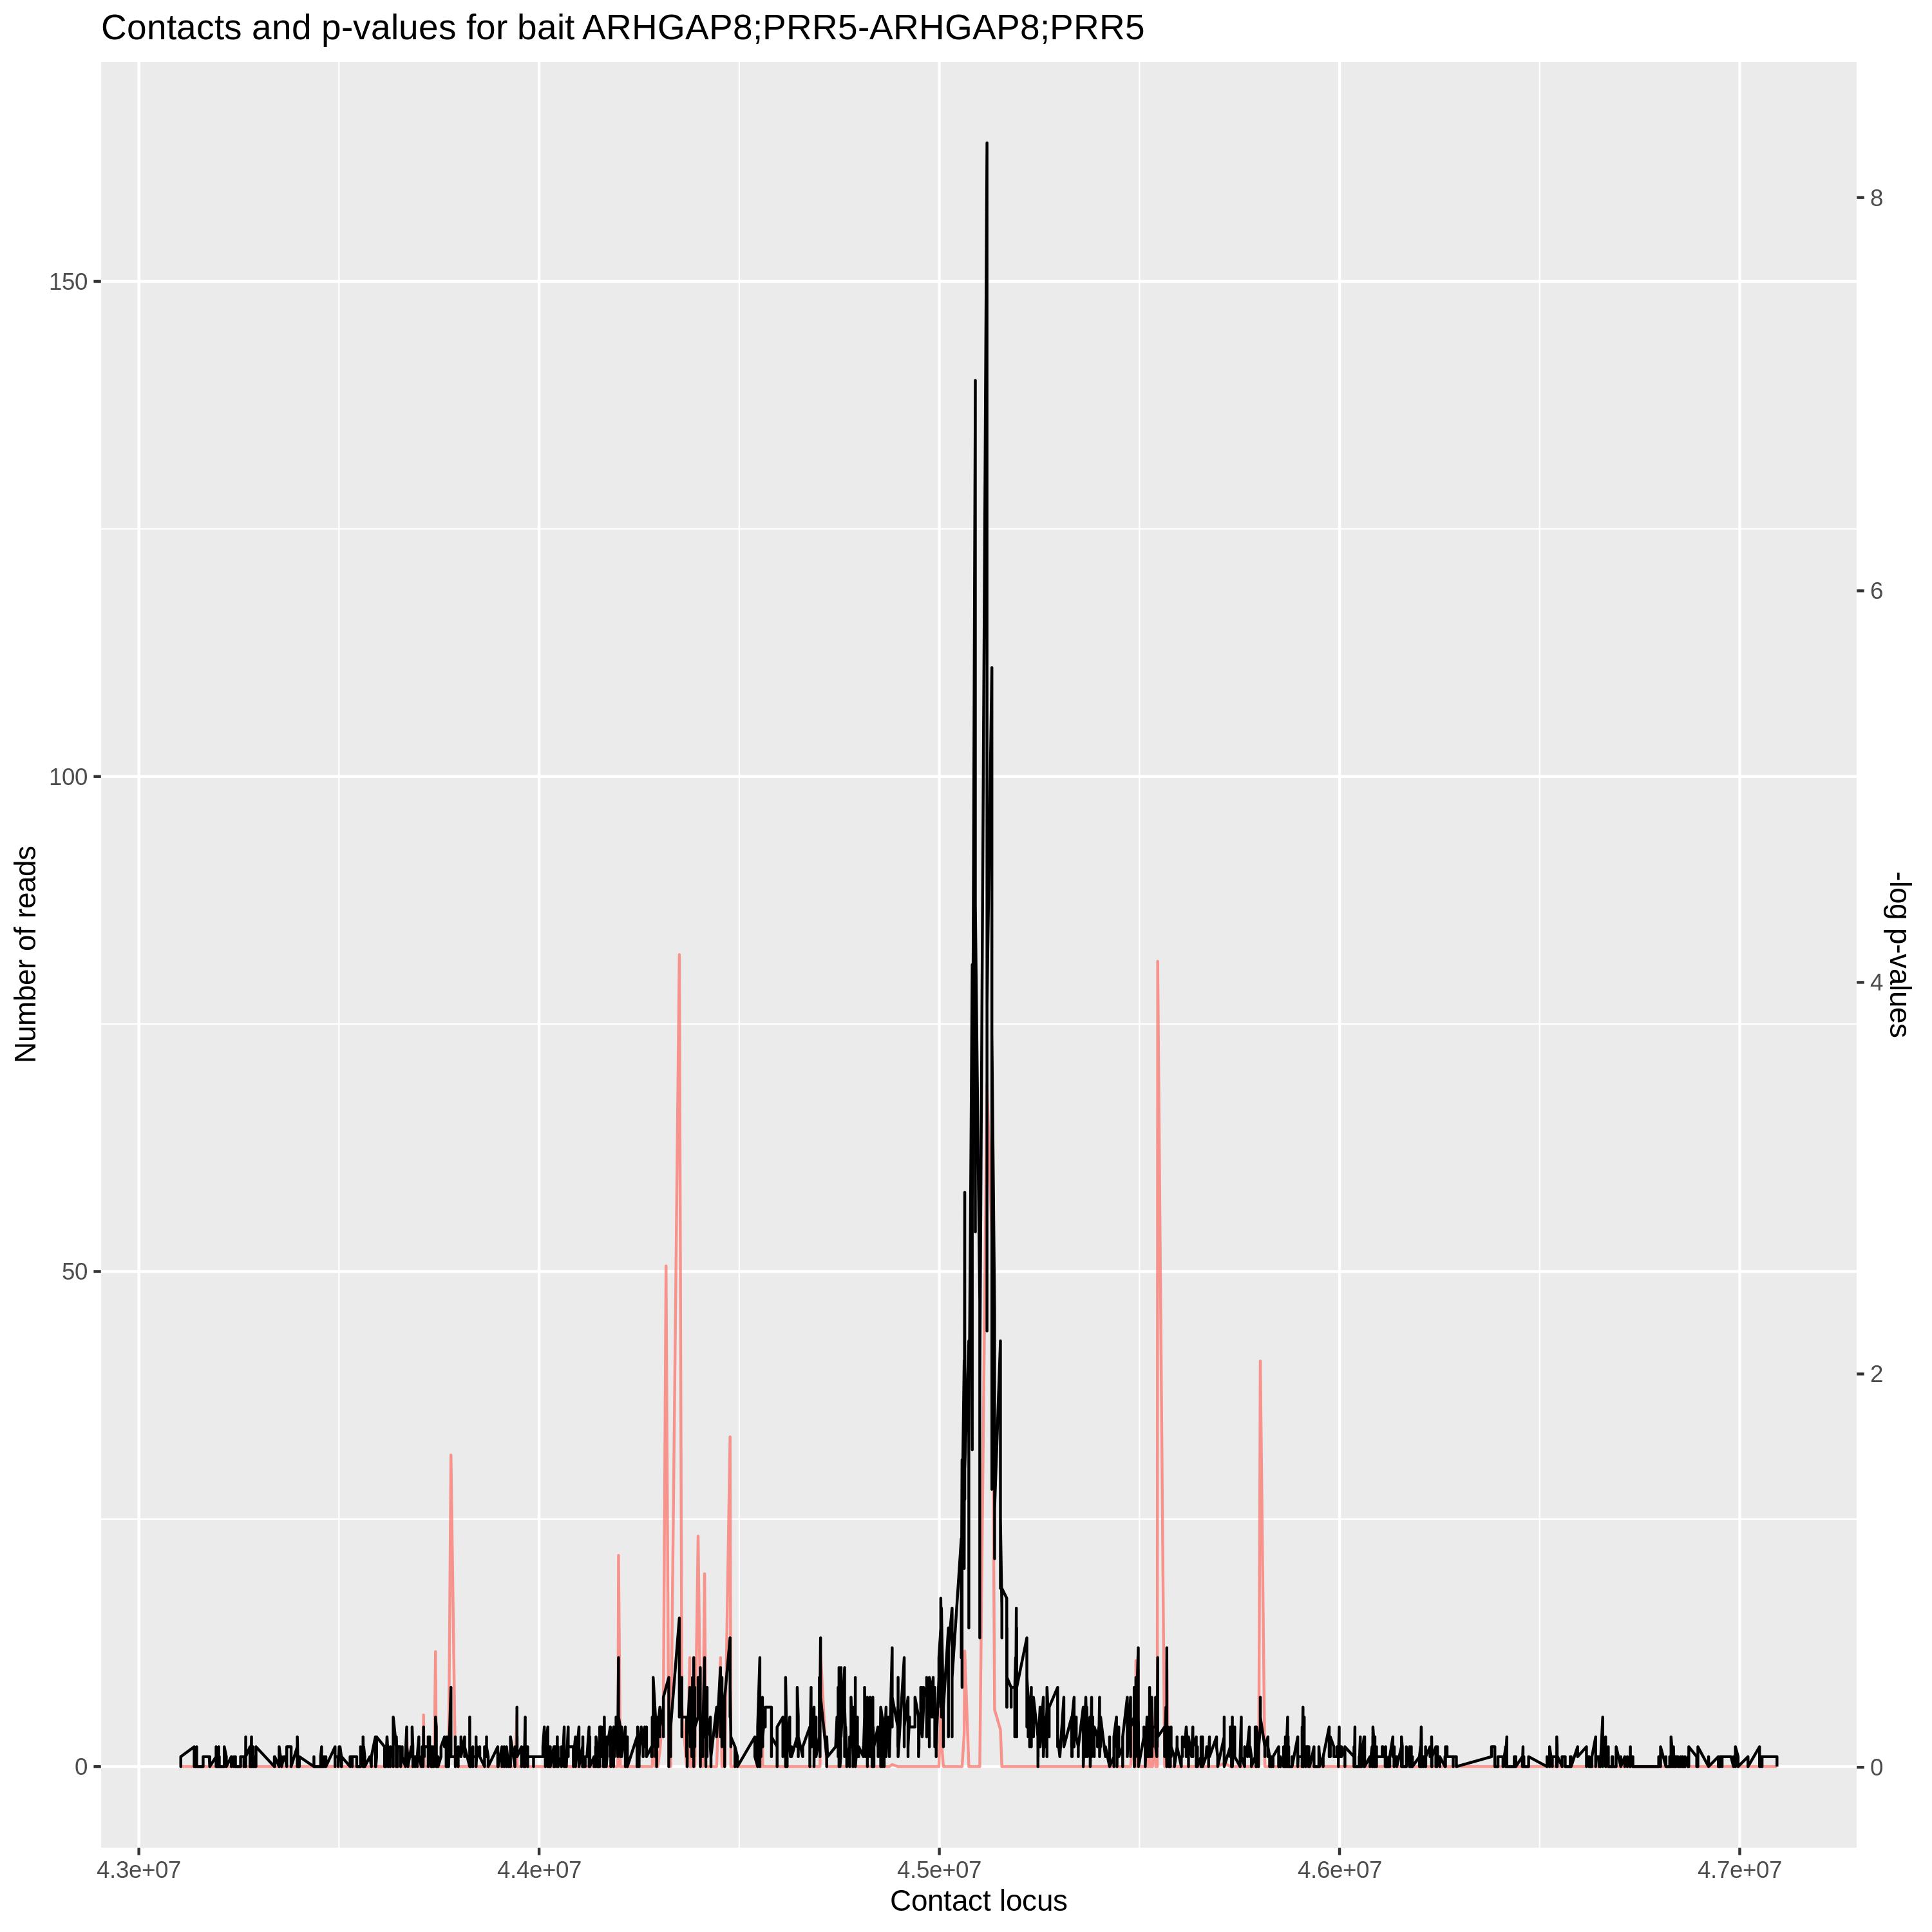 Contacts and p-values for bait ARHGAP8;PRR5-ARHGAP8;PRR5
150
100
50
0
Number of reads
8
6
4
2
0
-log p-values
4.3e+07
4.4e+07
4.5e+07
4.6e+07
4.7e+07
Contact locus